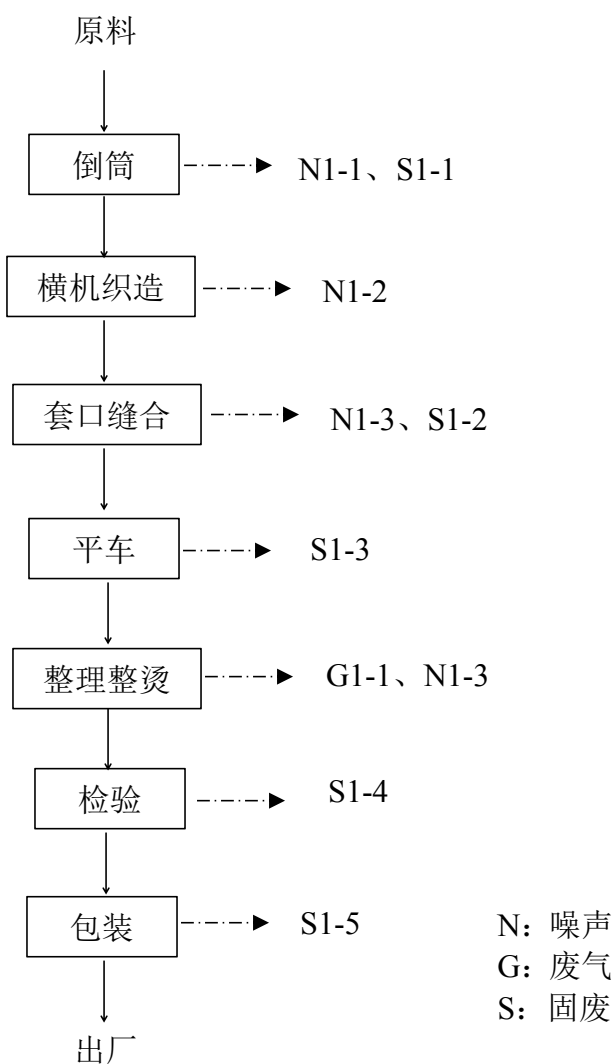 原料
倒筒
N1-1、S1-1
横机织造
N1-2
套口缝合
N1-3、S1-2
平车
S1-3
整理整烫
G1-1、N1-3
检验
S1-4
包装
S1-5
N：噪声
G：废气
S：固废
出厂